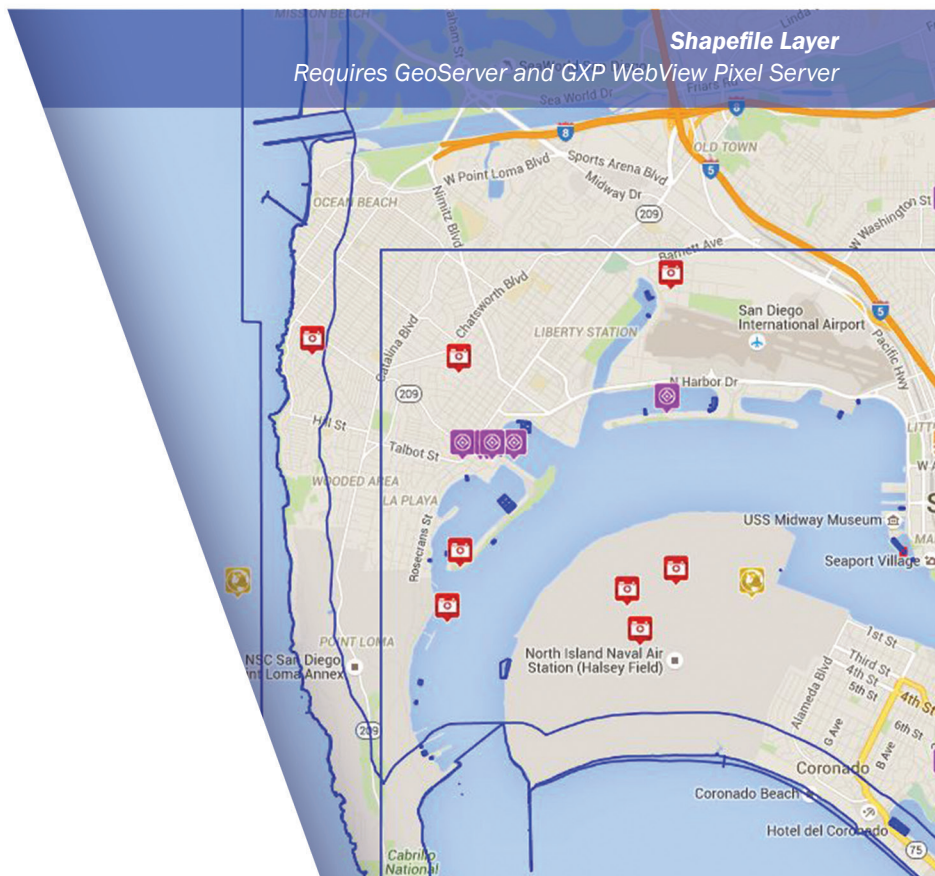 MISSION BEACH
Shapefile Layer
Requires GeoServer and GXP WebView Pixel Server
Sea World Dr
Friars
8
8
OLD TOWN
W Point Loma Blvd
Sports Arena Blvd
5
Midway Dr
OCEAN BEACH
Nimitz Blvd
209
W Washington St
Barnett Ave
Chatsworth Blvd
San Diego
International Airport
5
LIBERTY STATION
Catalina Blvd
Pacific Hwy
209
N Harbor Dr
Hill St
Talbot St
WOODED AREA
LA PLAYA
USS Midway Museum
Rosecrans St
Seaport Village
POINT LOMA
NSC San Diego
Loma Annex
North Island Naval Air
Station (Halsey Field)
1st St
Third St
4th St
5th St
4th St
Alameda Blvd
G Ave
6th St
B Ave
209
Coronado
Coronado Beach
Hotel del Coronado
75
Cabrillo
National